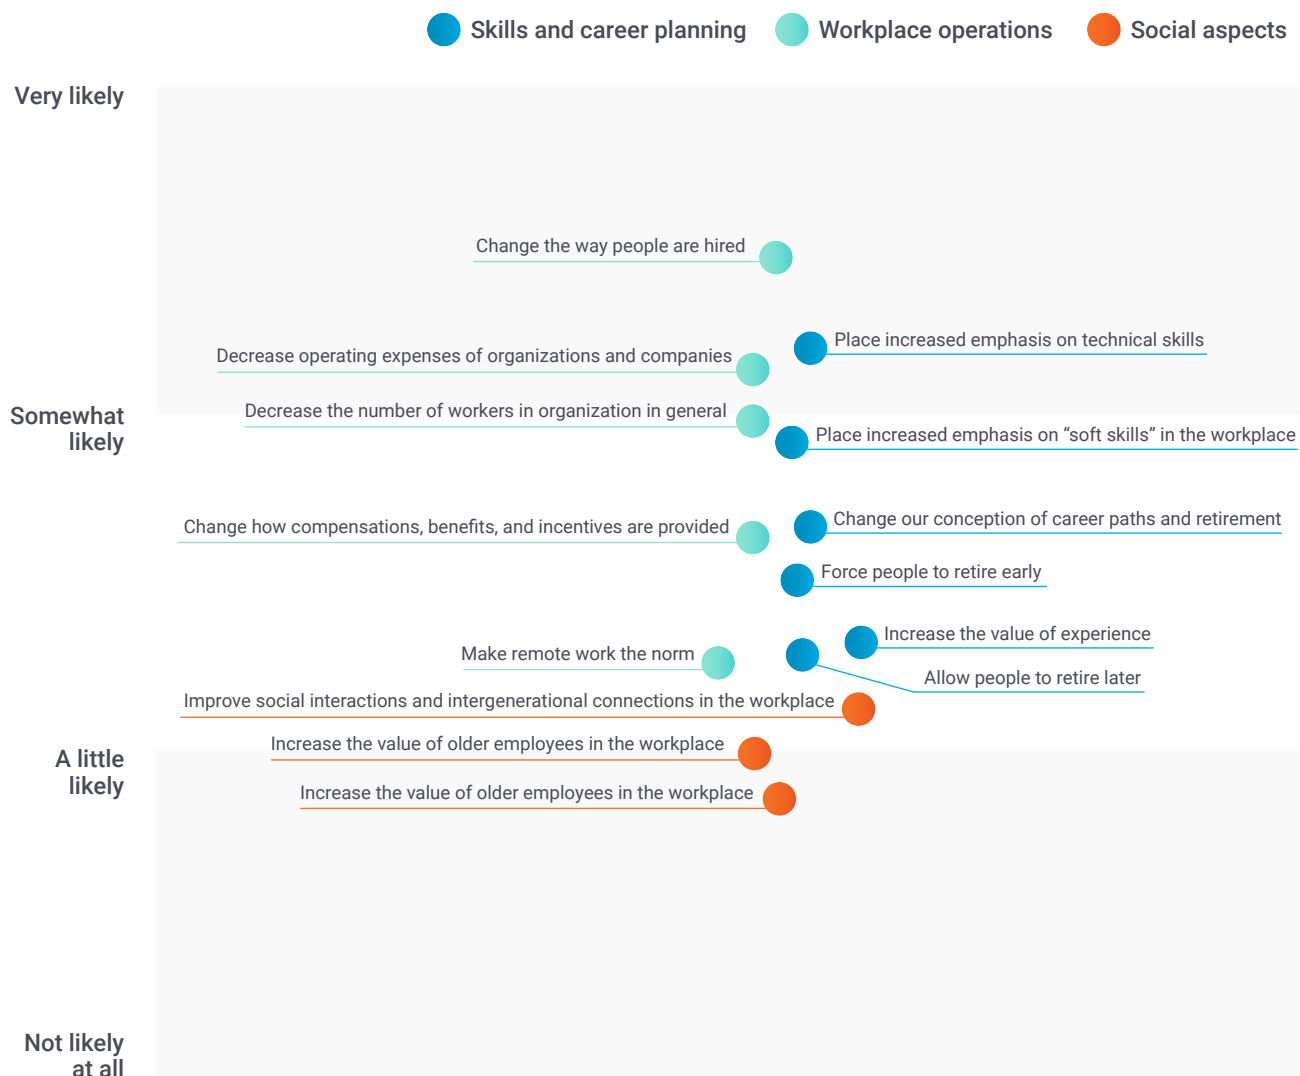 Skills and career planning
Workplace operations
Social aspects
Very likely
Change the way people are hired
Place increased emphasis on technical skills
Decrease operating expenses of organizations and companies
Somewhat
likely
Decrease the number of workers in organization in general
Place increased emphasis on “soft skills” in the workplace
Change how compensations, benefits, and incentives are provided
Change our conception of career paths and retirement
Force people to retire early
Increase the value of experience
Make remote work the norm
Allow people to retire later
Improve social interactions and intergenerational connections in the workplace
Increase the value of older employees in the workplace
A little
likely
Increase the value of older employees in the workplace
Not likely
at all